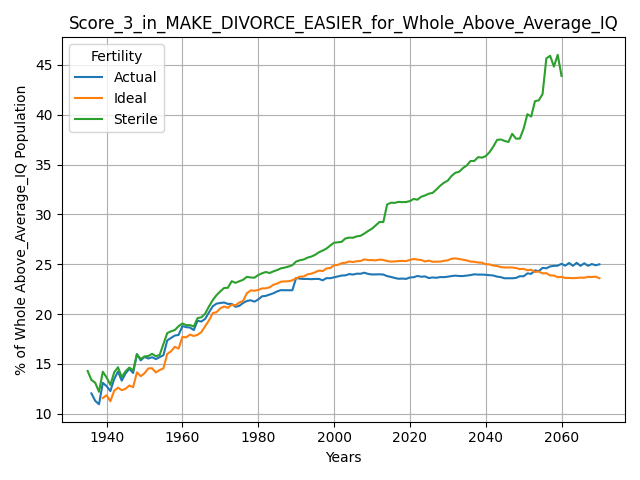 Score_3_in_MAKE_DIVORCE_EASIER_for_Whole_Above_Average_IQ
Fertility
Actual
Ideal
Sterile
% of Whole Above_Average_IQ Population
45
40
35
30
25
20
15
10
1940
1960
1980
2000
2020
2040
2060
Years